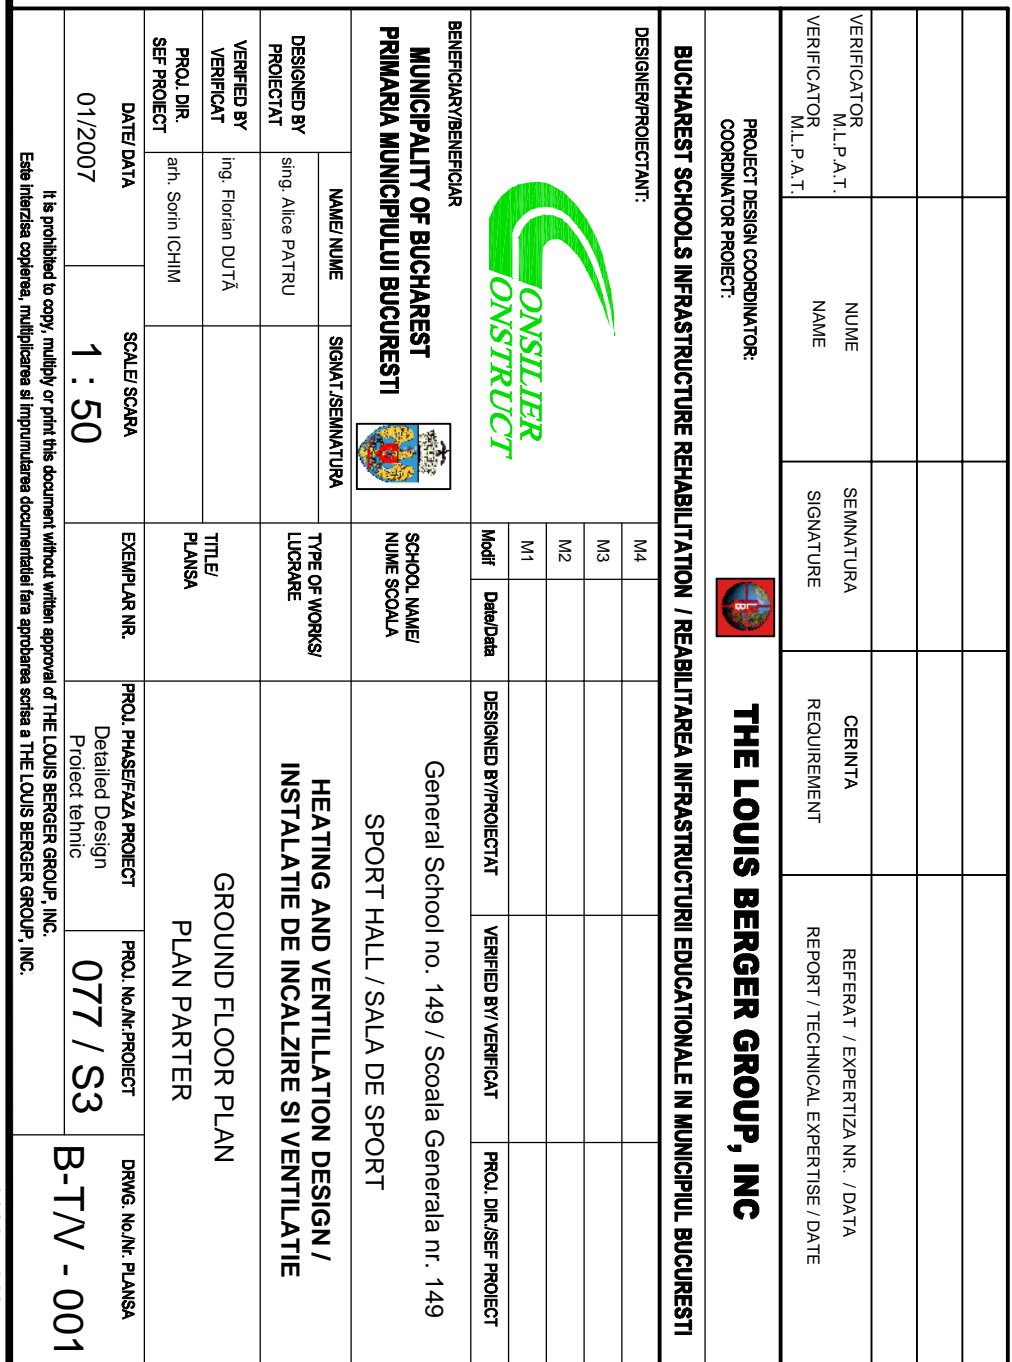 VERIFICATOR M.L.P.A.T.
VERIFICATOR M.L.P.A.T.
NUME
NAME
SEMNATURA
SIGNATURE
CERINTA
REQUIREMENT
REFERAT / EXPERTIZA NR. / DATA
REPORT / TECHNICAL EXPERTISE / DATE
PROJECT DESIGN COORDINATOR:
COORDINATOR PROIECT:
LB
THE LOUIS BERGER GROUP, INC
BUCHAREST SCHOOLS INFRASTRUCTURE REHABILITATION / REABILITAREA INFRASTRUCTURII EDUCATIONALE IN MUNICIPIUL BUCURESTI
DESIGNER/PROIECTANT:
CONSILIER
CONSTRUCT
M4
M3
M2
M1
Modif
Date/Data
DESIGNED BY/PROIECTAT
VERIFIED BY/ VERIFICAT
PROJ. DIR./SEF PROIECT
BENEFICIARY/BENEFICIAR
MUNICIPALITY OF BUCHAREST
PRIMARIA MUNICIPIULUI BUCURESTI
SCHOOL NAME/
NUME SCOALA
General School no. 149 / Scoala Generala nr. 149
SPORT HALL / SALA DE SPORT
NAME/ NUME
SIGNAT./SEMNATURA
DESIGNED BY
PROIECTAT
sing. Alice PATRU
VERIFIED BY
VERIFICAT
ing. Florian DUTĂ
PROJ. DIR.
SEF PROIECT
arh. Sorin ICHIM
TYPE OF WORKS/
LUCRARE
HEATING AND VENTILLATION DESIGN /
INSTALATIE DE INCALZIRE SI VENTILATIE
TITLE/
PLANSA
GROUND FLOOR PLAN
PLAN PARTER
DATE/ DATA
01/2007
SCALE/ SCARA
1 : 50
EXEMPLAR NR.
PROJ. PHASE/FAZA PROIECT
Detailed Design
Proiect tehnic
PROJ. No./Nr.PROIECT
077 / S3
DRWG. No./Nr. PLANSA
B-T/V - 001
It is prohibited to copy, multiply or print this document without written approval of THE LOUIS BERGER GROUP, INC.
Este interzisa copierea, multiplicarea si imprumutarea documentatiei fara aprobarea scrisa a THE LOUIS BERGER GROUP, INC.